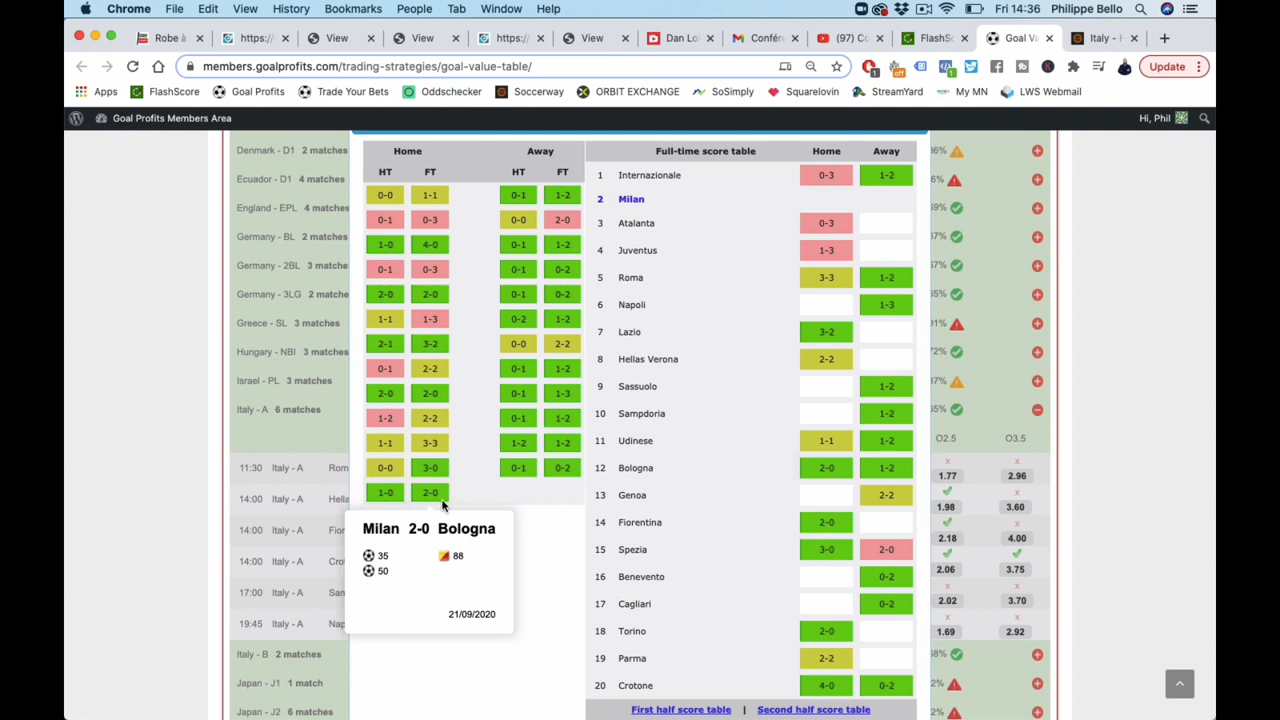 Chrome File Edit View History Bookmarks People Tab Window Help Fri 14:36 Philippe Bello
Robe à × https:// × View × View × https:// × View × Dan Lo × Confér × (97) C × FlashSc × Goal Va × Italy - H × +
members.goalprofits.com/trading-strategies/goal-value-table/ Update
Apps FlashScore Goal Profits Trade Your Bets Oddschecker Soccerway ORBIT EXCHANGE SoSimply Squarelovin StreamYard My MN LWS Webmail
Goal Profits Members Area Hi, Phil
Home Away Full-time score table Home Away
HT FT HT FT
Denmark - D1 2 matches
Ecuador - D1 4 matches
England - EPL 4 matches
Germany - BL 2 matches
Germany - 2BL 3 matche
Germany - 3LG 2 matche
Greece - SL 3 matches
Hungary - NBI 3 matches
Israel - PL 3 matches
Italy - A 6 matches
11:30 Italy - A Rom
14:00 Italy - A Hella
14:00 Italy - A Fior
14:00 Italy - A Cro
17:00 Italy - A San
19:45 Italy - A Nap
Italy - B 2 matches
Japan - J1 1 match
Japan - J2 6 matches
0-0 1-1 0-1 1-2
0-1 0-3 0-0 2-0
1-0 4-0 0-1 1-2
0-1 0-3 0-1 0-2
2-0 2-0 0-1 0-2
1-1 1-3 0-2 1-2
2-1 3-2 0-0 2-2
0-1 2-2 0-1 1-2
2-0 2-0 0-1 1-3
1-2 2-2 0-1 1-2
1-1 3-3 1-2 1-2
0-0 3-0 0-1 0-2
1-0 2-0
Milan 2-0 Bologna
35 88
50
21/09/2020
1 Internazionale 0-3 1-2
2 Milan
3 Atalanta 0-3
4 Juventus 1-3
5 Roma 3-3 1-2
6 Napoli 1-3
7 Lazio 3-2
8 Hellas Verona 2-2
9 Sassuolo 1-2
10 Sampdoria 1-2
11 Udinese 1-1 1-2
12 Bologna 2-0 1-2
13 Genoa 2-2
14 Fiorentina 2-0
15 Spezia 3-0 2-0
16 Benevento 0-2
17 Cagliari 0-2
18 Torino 2-0
19 Parma 2-2
20 Crotone 4-0 0-2
First half score table | Second half score table
O2.5 O3.5
1.77 2.96
1.98 3.60
2.18 4.00
2.06 3.75
2.02 3.70
1.69 2.92